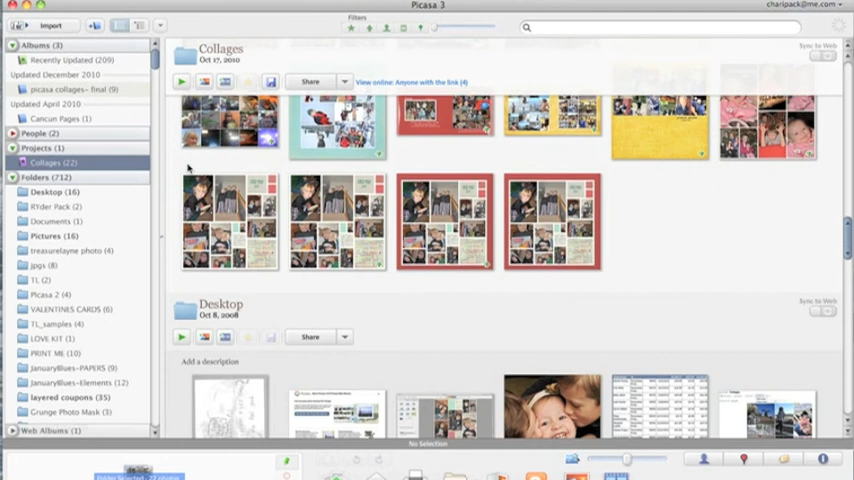 Picasa 3
charipack@me.com
Import
Filters
Albums (3)
Recently Updated (209)
Updated December 2010
picasa collages- final (9)
Updated April 2010
Cancun Pages (1)
People (2)
Projects (1)
Collages (22)
Folders (712)
Desktop (16)
RYder Pack (2)
Documents (1)
Pictures (16)
treasurelayne photo (4)
jpgs (8)
TL (2)
Picasa 2 (4)
VALENTINES CARDS (6)
TL_samples (4)
LOVE KIT (1)
PRINT ME (10)
JanuaryBlues-PAPERS (9)
JanuaryBlues-Elements (12)
layered coupons (35)
Grunge Photo Mask (3)
Web Albums (1)
Collages
Oct 17, 2010
Sync to Web
Share
View online: Anyone with the link (4)
Desktop
Oct 8, 2008
Sync to Web
Share
Add a description
No Selection
Folder Selected - 22 photos